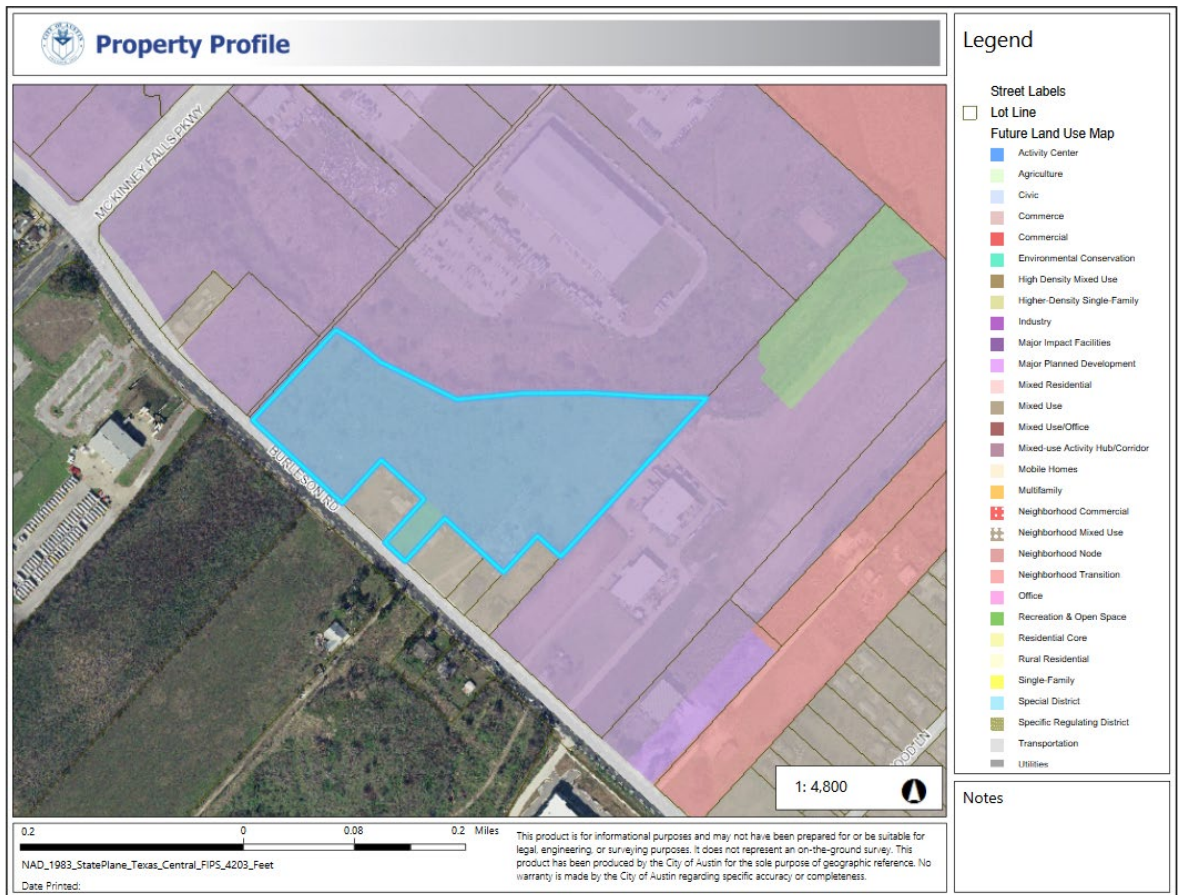 CITY OF AUSTIN
Property Profile
MCKINNEY FALLS PKWY
BURLESON RD
OOD LN
1: 4,800
0.2
0
0.08
0.2 Miles
NAD_1983_StatePlane_Texas_Central_FIPS_4203_Feet
Date Printed:
This product is for informational purposes and may not have been prepared for or be suitable for
legal, engineering, or surveying purposes. It does not represent an on-the-ground survey. This
product has been produced by the City of Austin for the sole purpose of geographic reference. No
warranty is made by the City of Austin regarding specific accuracy or completeness.
Legend
Street Labels
Lot Line
Future Land Use Map
Activity Center
Agriculture
Civic
Commerce
Commercial
Environmental Conservation
High Density Mixed Use
Higher-Density Single-Family
Industry
Major Impact Facilities
Major Planned Development
Mixed Residential
Mixed Use
Mixed Use/Office
Mixed-use Activity Hub/Corridor
Mobile Homes
Multifamily
Neighborhood Commercial
Neighborhood Mixed Use
Neighborhood Node
Neighborhood Transition
Office
Recreation & Open Space
Residential Core
Rural Residential
Single-Family
Special District
Specific Regulating District
Transportation
Utilities
Notes